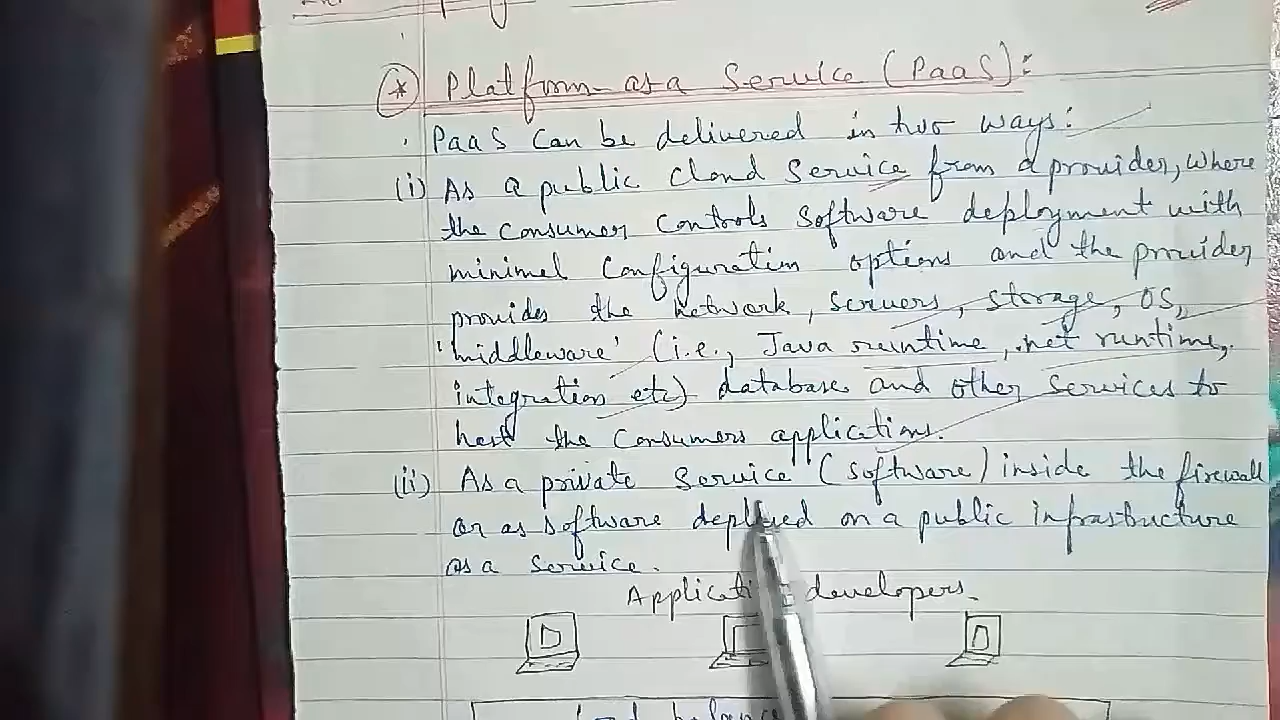 * Platform as a Service (PaaS):
. PaaS can be delivered in two ways:
(i) As a public cloud service from a provider, where
the consumer controls software deployment with
minimel configuration options and the provider
provides the network, servers, storage, OS,
'middleware' (i.e., Java runtime, .net runtime,
integration etc) database and other services to
host the consumers applications.
(ii) As a private service (software) inside the firewall
or as software deployed on a public infrastructure
as a service.
Application developers